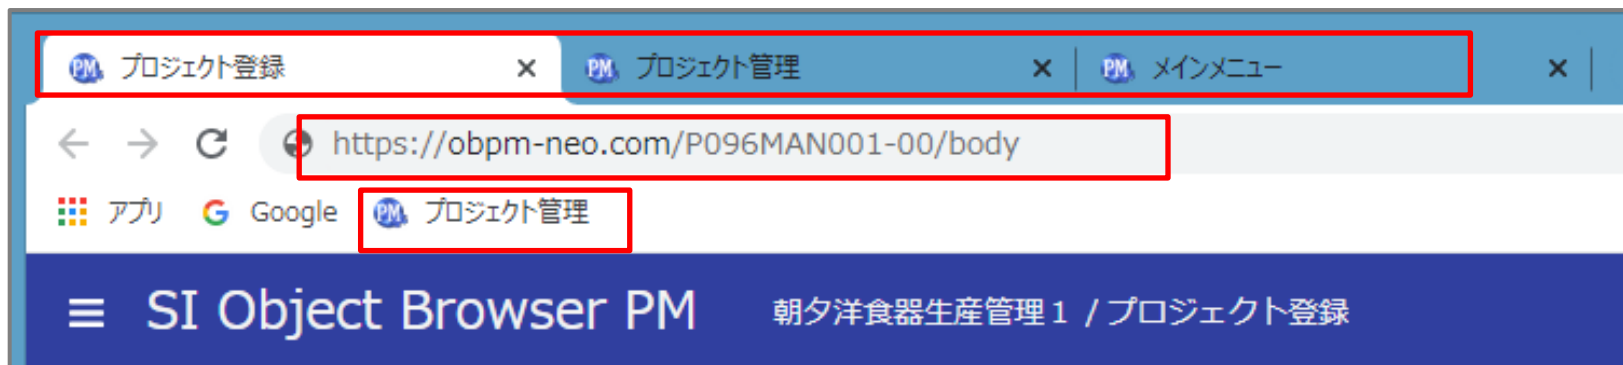 PM プロジェクト登録 × PM プロジェクト管理 × PM メインメニュー ×
https://obpm-neo.com/P096MAN001-00/body
アプリ G Google PM プロジェクト管理
≡ SI Object Browser PM 朝夕洋食器生産管理1 / プロジェクト登録